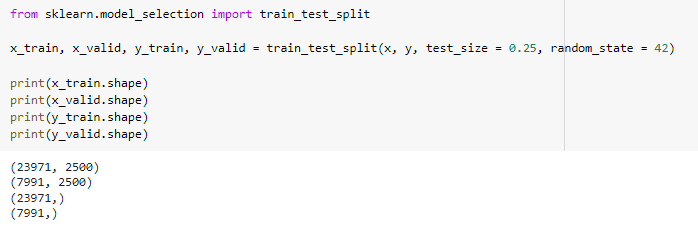 from sklearn.model_selection import train_test_split
x_train, x_valid, y_train, y_valid = train_test_split(x, y, test_size = 0.25, random_state = 42)
print(x_train.shape)
print(x_valid.shape)
print(y_train.shape)
print(y_valid.shape)
(23971, 2500)
(7991, 2500)
(23971,)
(7991,)